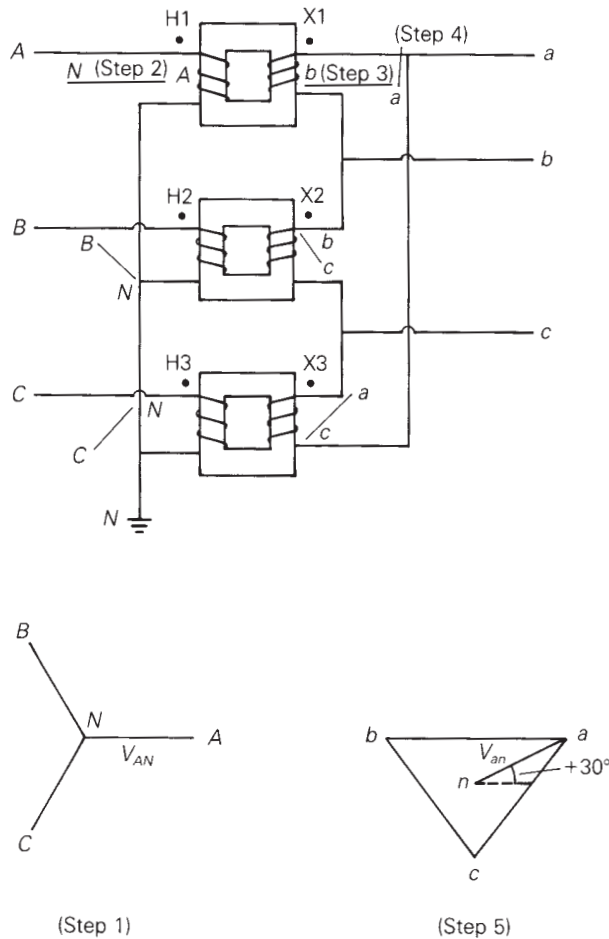 H1 X1 (Step 4)
A N (Step 2) A b (Step 3) a a
b
H2 X2
B B b
c
N
c
H3 X3
C N a
C c
N
B
N A
V_AN
C
b a
V_an +30°
n
c
(Step 1) (Step 5)